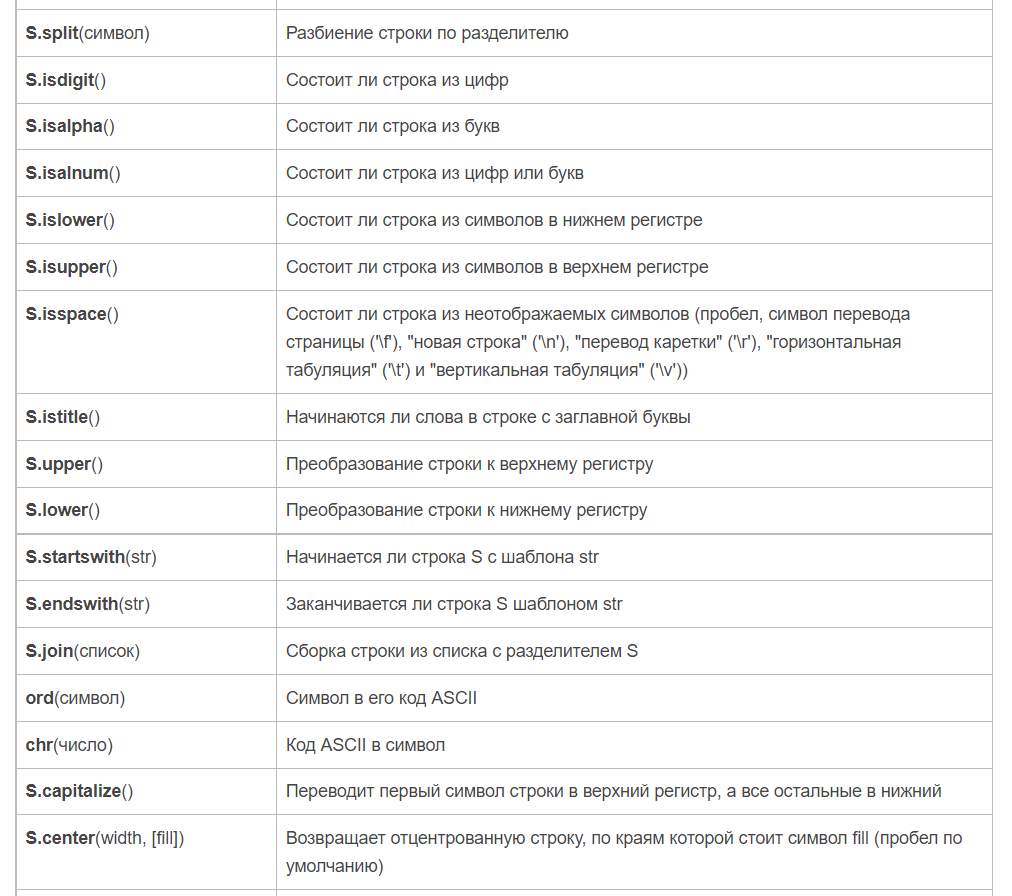 S.split(символ) Разбиение строки по разделителю
S.isdigit() Состоит ли строка из цифр
S.isalpha() Состоит ли строка из букв
S.isalnum() Состоит ли строка из цифр или букв
S.islower() Состоит ли строка из символов в нижнем регистре
S.isupper() Состоит ли строка из символов в верхнем регистре
S.isspace() Состоит ли строка из неотображаемых символов (пробел, символ перевода
страницы ('\f'), "новая строка" ('\n'), "перевод каретки" ('\r'), "горизонтальная
табуляция" ('\t') и "вертикальная табуляция" ('\v'))
S.istitle() Начинаются ли слова в строке с заглавной буквы
S.upper() Преобразование строки к верхнему регистру
S.lower() Преобразование строки к нижнему регистру
S.startswith(str) Начинается ли строка S с шаблона str
S.endswith(str) Заканчивается ли строка S шаблоном str
S.join(список) Сборка строки из списка с разделителем S
ord(символ) Символ в его код ASCII
chr(число) Код ASCII в символ
S.capitalize() Переводит первый символ строки в верхний регистр, а все остальные в нижний
S.center(width, [fill]) Возвращает отцентрованную строку, по краям которой стоит символ fill (пробел по
умолчанию)